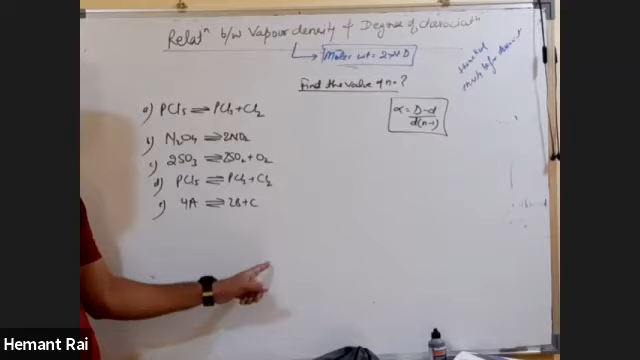 Relatⁿ b/w Vapour density & Degree of dissociatⁿ
Molec wt = 2×V.D
Find the value of n = ?
α = D-d / d(n-1)
a) PCl5 ⇌ PCl3 + Cl2
b) N2O4 ⇌ 2NO2
c) 2SO3 ⇌ 2SO2 + O2
d) PCl5 ⇌ PCl3 + Cl2
e) 4A ⇌ 2B + C
Hemant Rai